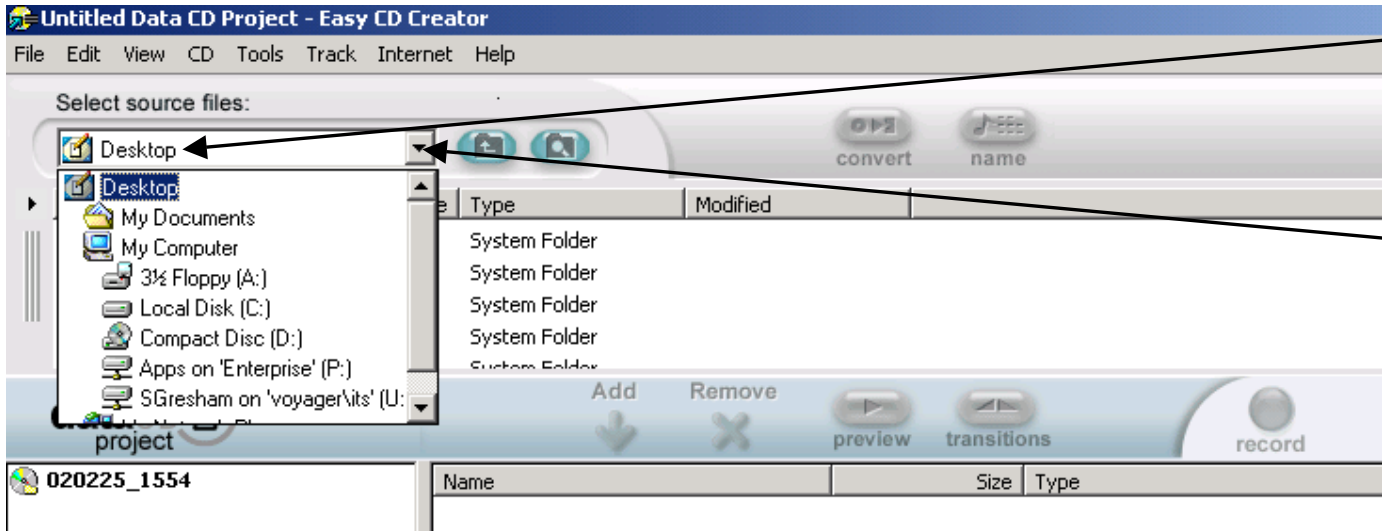 Untitled Data CD Project - Easy CD Creator
File Edit View CD Tools Track Internet Help
Select source files:
Desktop
convert name
Desktop
My Documents
My Computer
3½ Floppy (A:)
Local Disk (C:)
Compact Disc (D:)
Apps on 'Enterprise' (P:)
SGresham on 'voyager\its' (U:
e Type Modified
System Folder
System Folder
System Folder
System Folder
System Folder
Add Remove
preview transitions record
project
020225_1554
Name Size Type